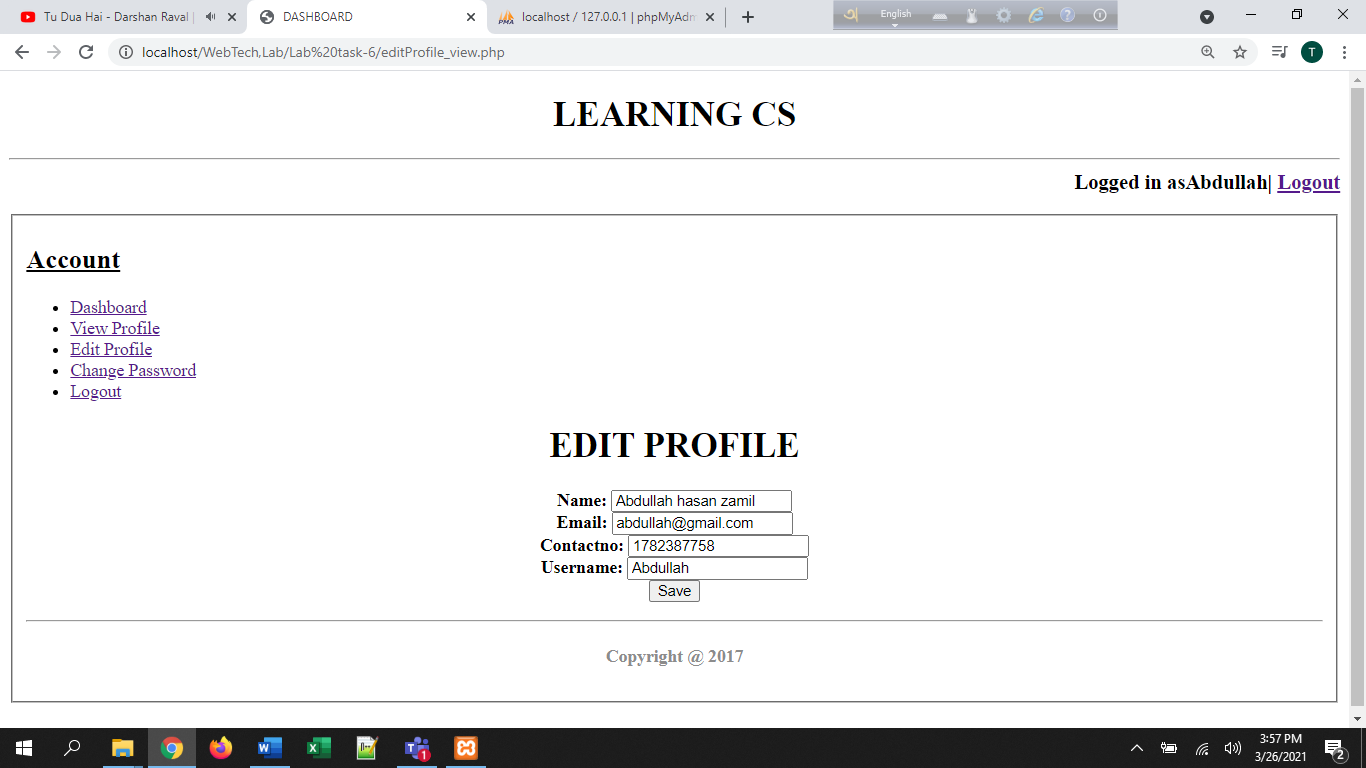 Tu Dua Hai - Darshan Raval |
DASHBOARD
localhost / 127.0.0.1 | phpMyAdm
English
localhost/WebTech,Lab/Lab%20task-6/editProfile_view.php
T
LEARNING CS
Logged in asAbdullah| Logout
Account
Dashboard
View Profile
Edit Profile
Change Password
Logout
EDIT PROFILE
Name: Abdullah hasan zamil
Email: abdullah@gmail.com
Contactno: 1782387758
Username: Abdullah
Save
Copyright @ 2017
3:57 PM
3/26/2021
1
2